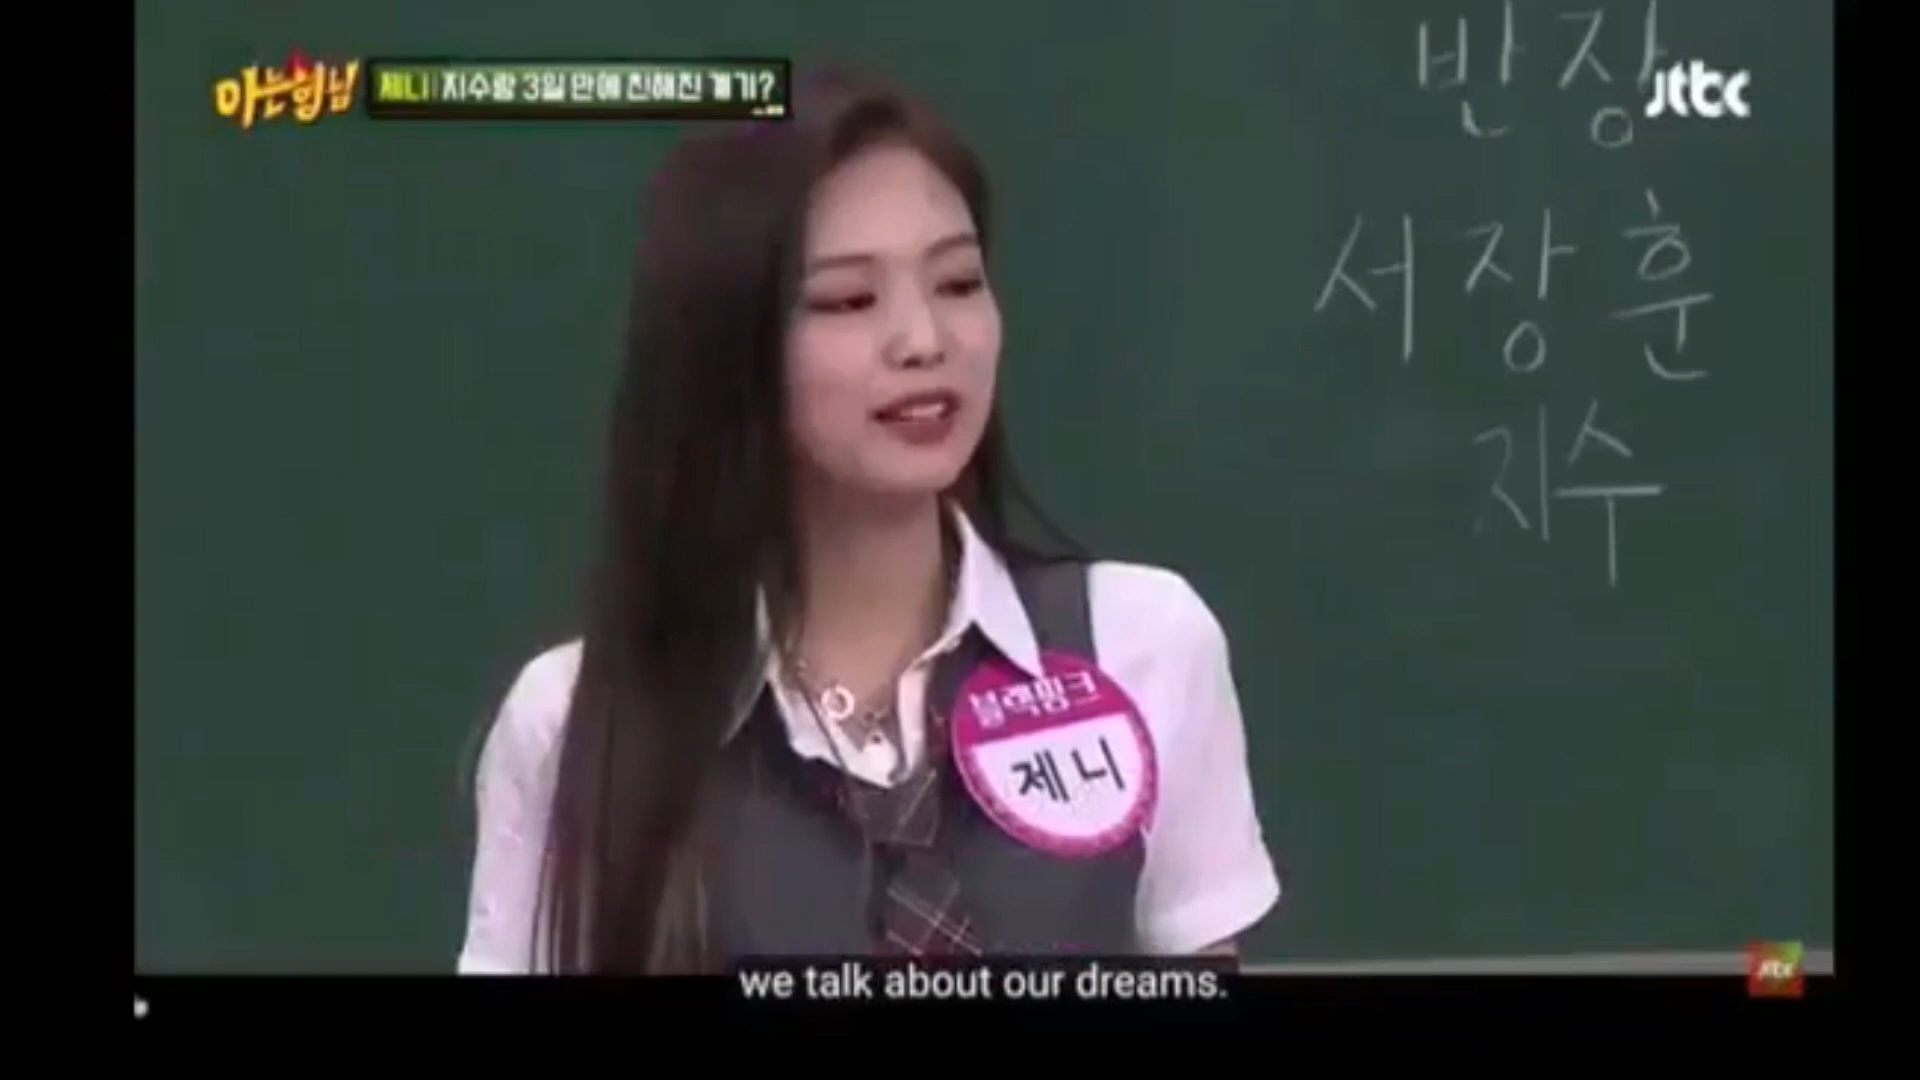 아는형님
제니 지수랑 3일 만에 친해진 계기?
반장
jtbc
서장훈
지수
블랙핑크
제니
we talk about our dreams.
jtbc